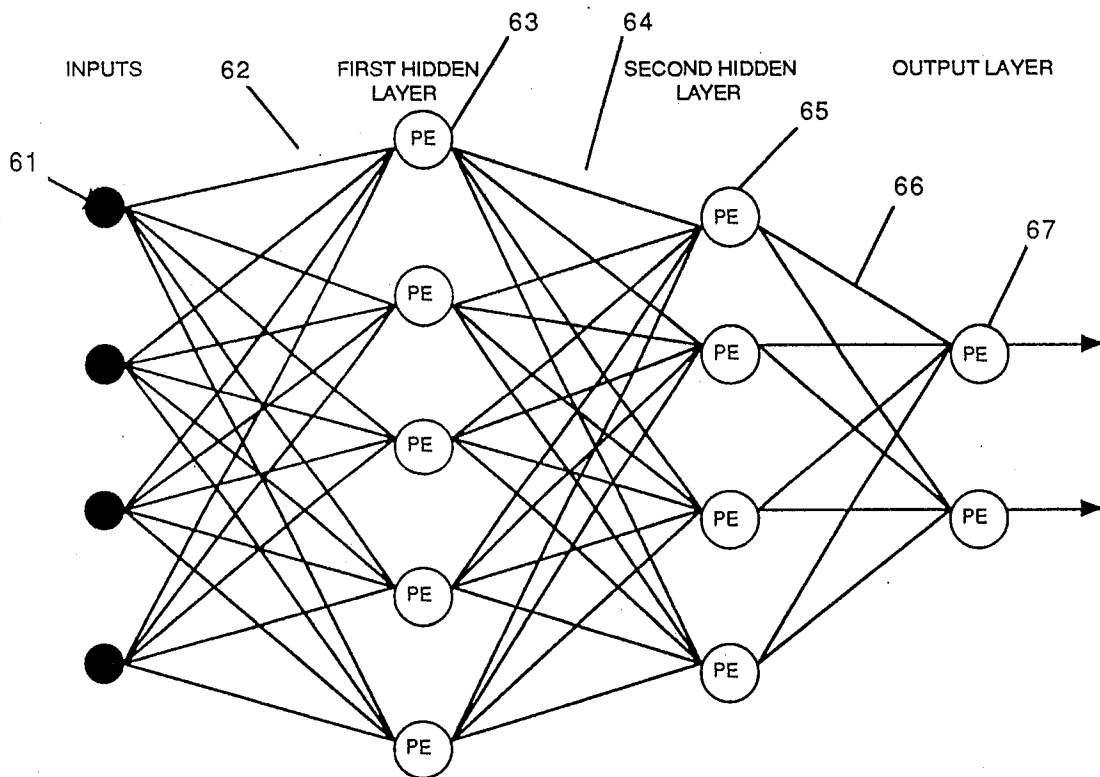 63
64
INPUTS
62
FIRST HIDDEN
LAYER
SECOND HIDDEN
LAYER
OUTPUT LAYER
61
65
66
67
PE
PE
PE
PE
PE
PE
PE
PE
PE
PE
PE